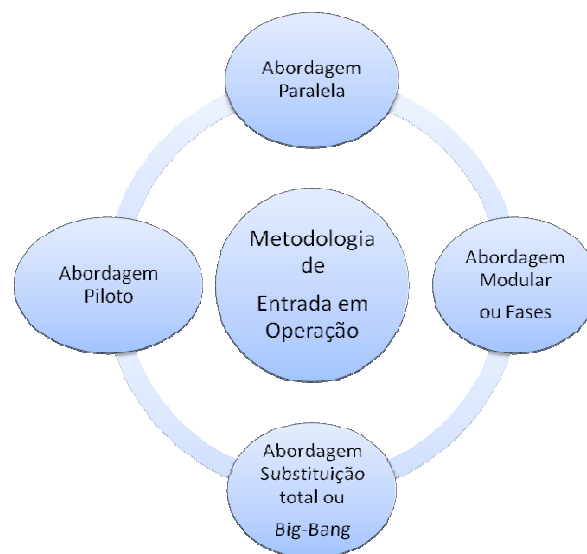 Abordagem
Paralela
Abordagem
Piloto
Metodologia
de
Entrada em
Operação
Abordagem
Modular
ou Fases
Abordagem
Substituição
total ou
Big-Bang